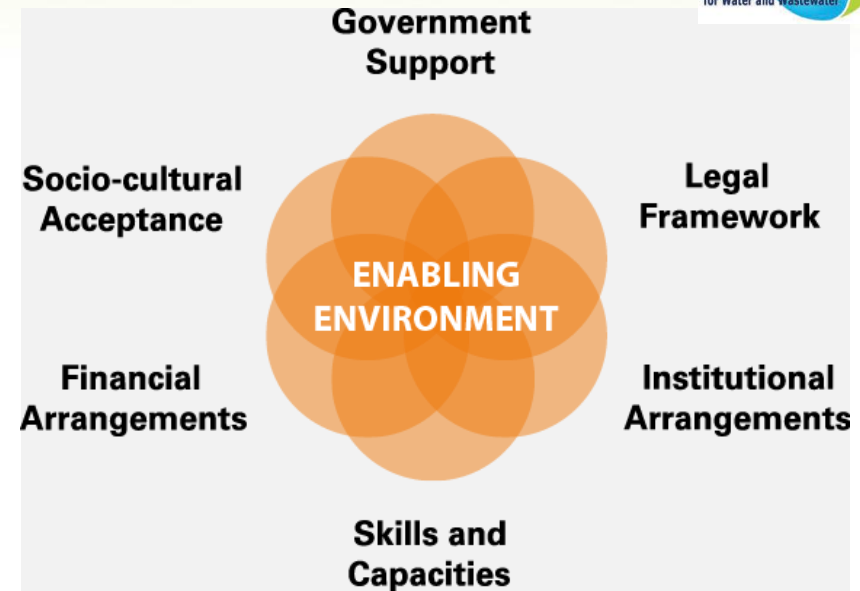 for Water and Wastewater
Government
Support
Socio-cultural
Acceptance
Legal
Framework
ENABLING
ENVIRONMENT
Financial
Arrangements
Institutional
Arrangements
Skills and
Capacities